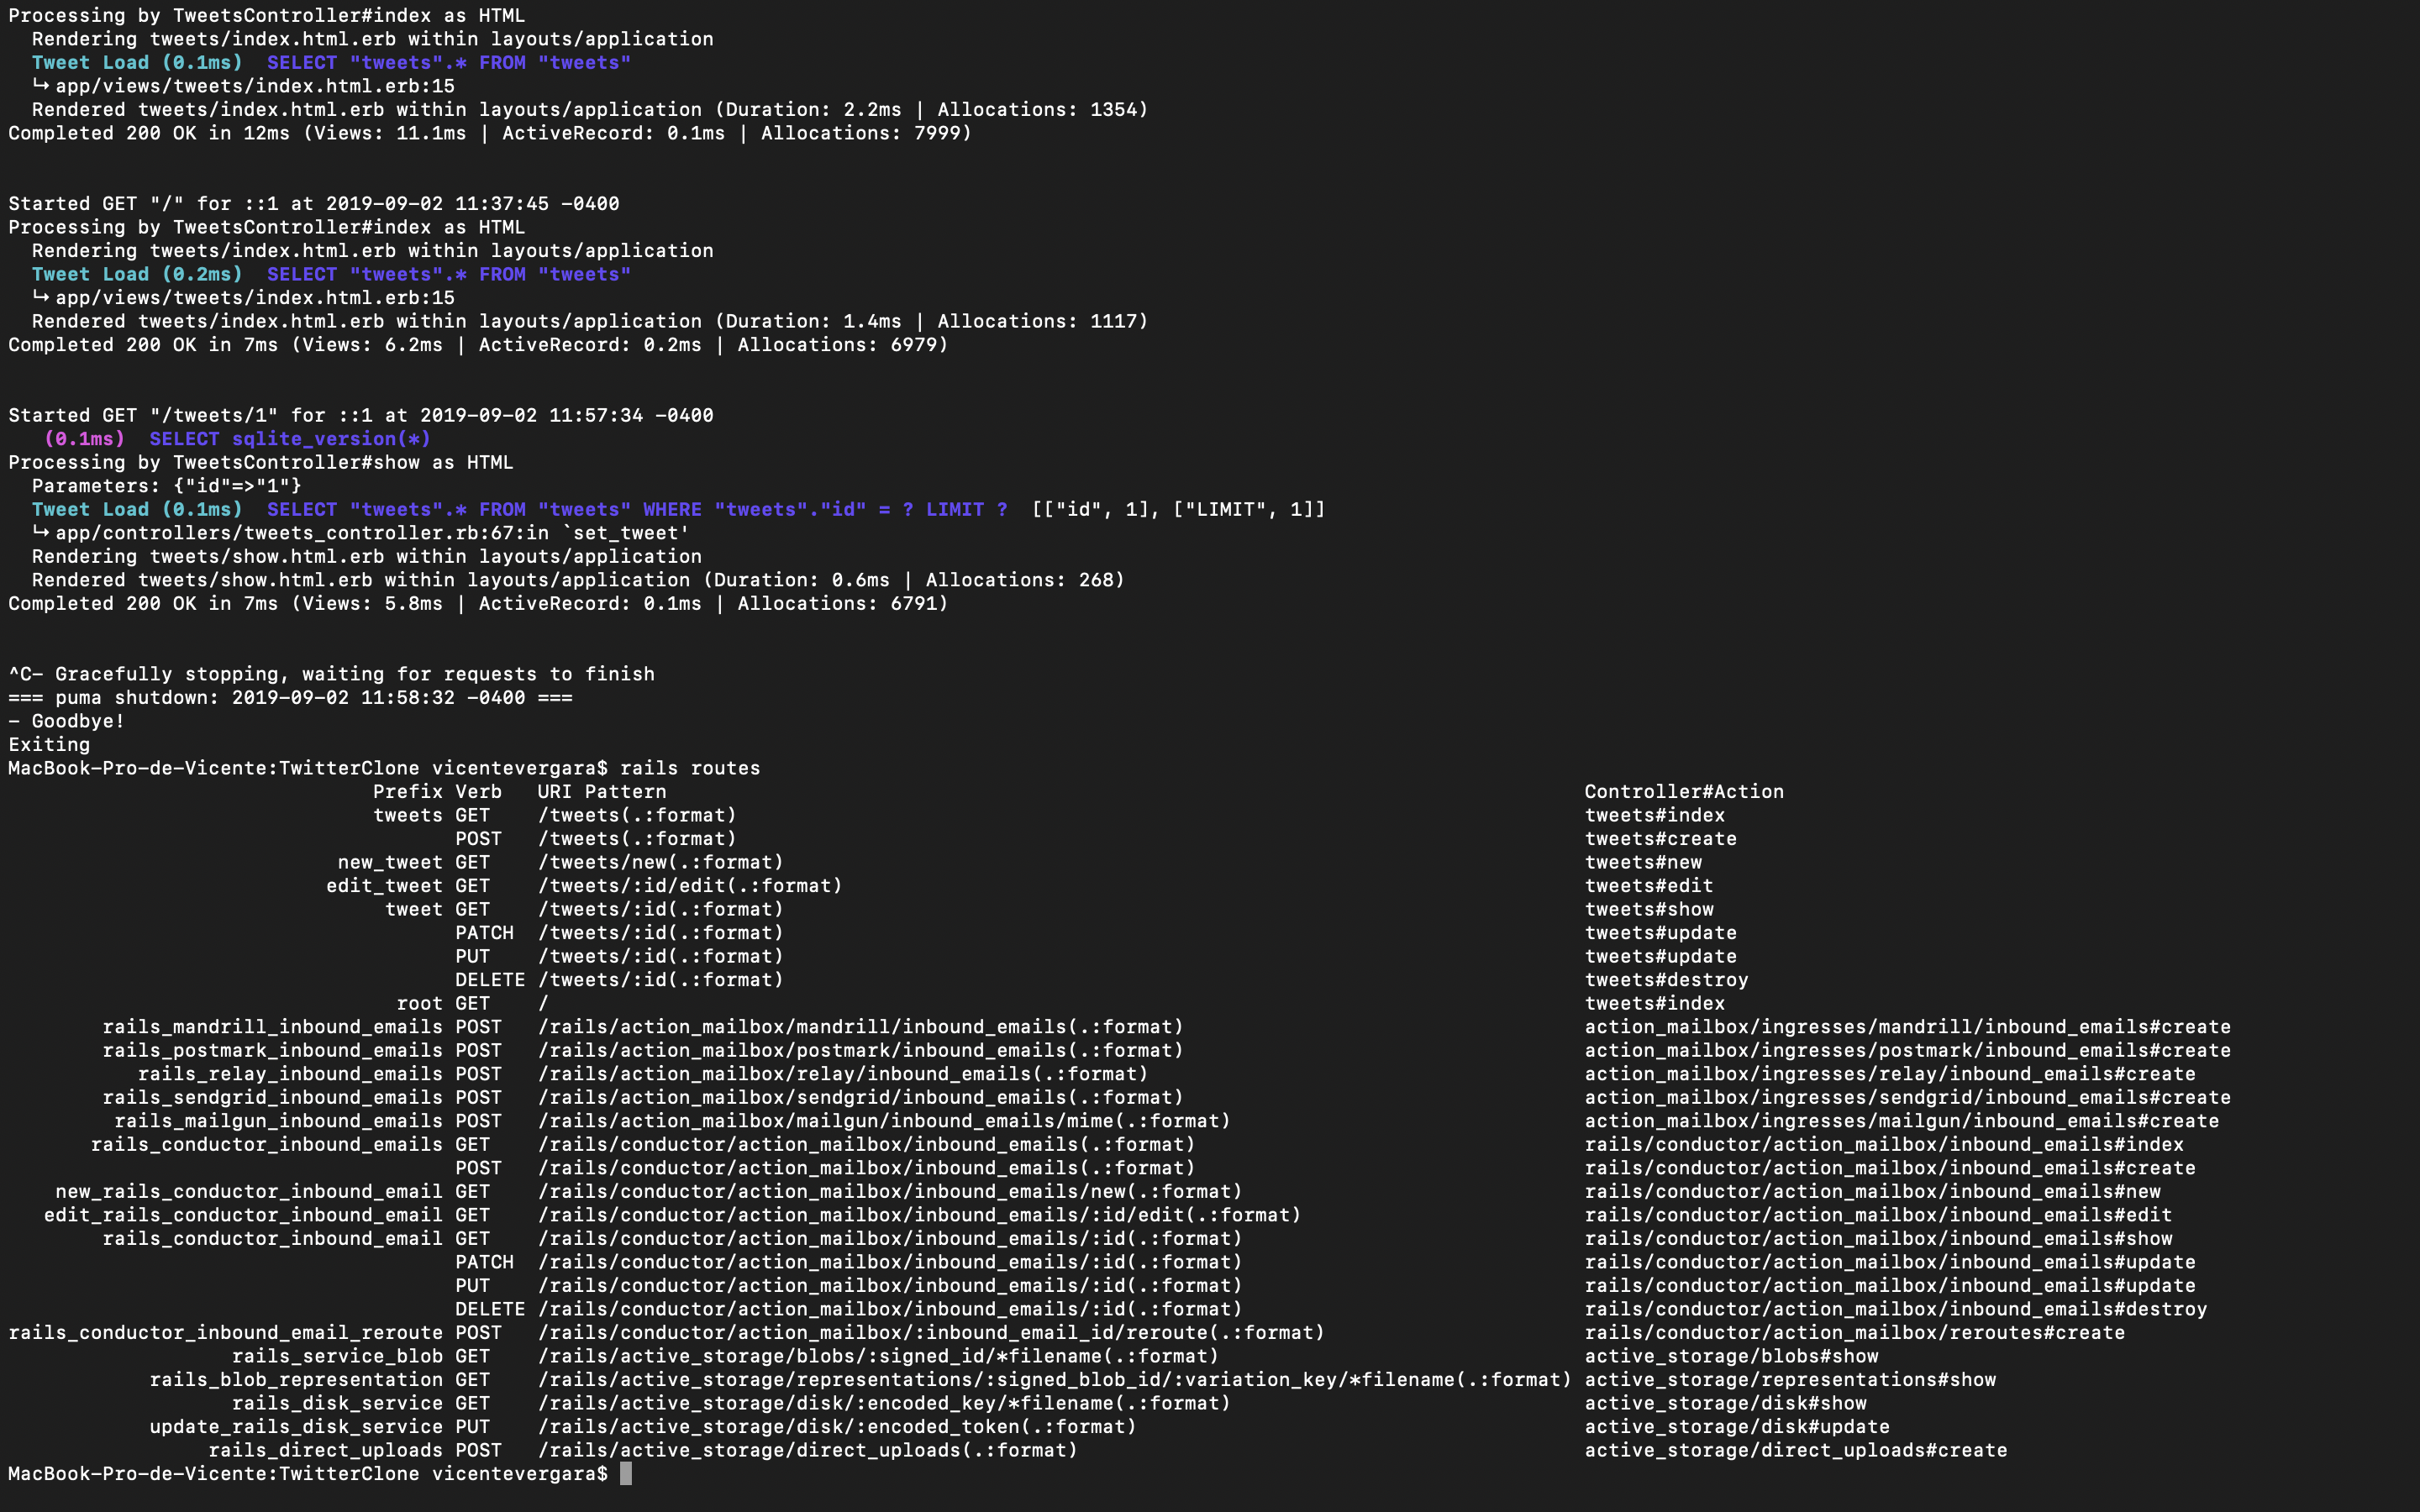 Processing by TweetsController#index as HTML
  Rendering tweets/index.html.erb within layouts/application
  Tweet Load (0.1ms)  SELECT "tweets".* FROM "tweets"
  ↳ app/views/tweets/index.html.erb:15
  Rendered tweets/index.html.erb within layouts/application (Duration: 2.2ms | Allocations: 1354)
Completed 200 OK in 12ms (Views: 11.1ms | ActiveRecord: 0.1ms | Allocations: 7999)
Started GET "/" for ::1 at 2019-09-02 11:37:45 -0400
Processing by TweetsController#index as HTML
  Rendering tweets/index.html.erb within layouts/application
  Tweet Load (0.2ms)  SELECT "tweets".* FROM "tweets"
  ↳ app/views/tweets/index.html.erb:15
  Rendered tweets/index.html.erb within layouts/application (Duration: 1.4ms | Allocations: 1117)
Completed 200 OK in 7ms (Views: 6.2ms | ActiveRecord: 0.2ms | Allocations: 6979)
Started GET "/tweets/1" for ::1 at 2019-09-02 11:57:34 -0400
   (0.1ms)  SELECT sqlite_version(*)
Processing by TweetsController#show as HTML
  Parameters: {"id"=>"1"}
  Tweet Load (0.1ms)  SELECT "tweets".* FROM "tweets" WHERE "tweets"."id" = ? LIMIT ?  [["id", 1], ["LIMIT", 1]]
  ↳ app/controllers/tweets_controller.rb:67:in `set_tweet'
  Rendering tweets/show.html.erb within layouts/application
  Rendered tweets/show.html.erb within layouts/application (Duration: 0.6ms | Allocations: 268)
Completed 200 OK in 7ms (Views: 5.8ms | ActiveRecord: 0.1ms | Allocations: 6791)
^C- Gracefully stopping, waiting for requests to finish
=== puma shutdown: 2019-09-02 11:58:32 -0400 ===
- Goodbye!
Exiting
MacBook-Pro-de-Vicente:TwitterClone vicentevergara$ rails routes
Prefix Verb   URI Pattern   Controller#Action
tweets GET    /tweets(.:format)   tweets#index
POST   /tweets(.:format)   tweets#create
new_tweet GET    /tweets/new(.:format)   tweets#new
edit_tweet GET    /tweets/:id/edit(.:format)   tweets#edit
tweet GET    /tweets/:id(.:format)   tweets#show
PATCH  /tweets/:id(.:format)   tweets#update
PUT    /tweets/:id(.:format)   tweets#update
DELETE /tweets/:id(.:format)   tweets#destroy
root GET    /   tweets#index
rails_mandrill_inbound_emails POST   /rails/action_mailbox/mandrill/inbound_emails(.:format)   action_mailbox/ingresses/mandrill/inbound_emails#create
rails_postmark_inbound_emails POST   /rails/action_mailbox/postmark/inbound_emails(.:format)   action_mailbox/ingresses/postmark/inbound_emails#create
rails_relay_inbound_emails POST   /rails/action_mailbox/relay/inbound_emails(.:format)   action_mailbox/ingresses/relay/inbound_emails#create
rails_sendgrid_inbound_emails POST   /rails/action_mailbox/sendgrid/inbound_emails(.:format)   action_mailbox/ingresses/sendgrid/inbound_emails#create
rails_mailgun_inbound_emails POST   /rails/action_mailbox/mailgun/inbound_emails/mime(.:format)   action_mailbox/ingresses/mailgun/inbound_emails#create
rails_conductor_inbound_emails GET    /rails/conductor/action_mailbox/inbound_emails(.:format)   rails/conductor/action_mailbox/inbound_emails#index
POST   /rails/conductor/action_mailbox/inbound_emails(.:format)   rails/conductor/action_mailbox/inbound_emails#create
new_rails_conductor_inbound_email GET    /rails/conductor/action_mailbox/inbound_emails/new(.:format)   rails/conductor/action_mailbox/inbound_emails#new
edit_rails_conductor_inbound_email GET    /rails/conductor/action_mailbox/inbound_emails/:id/edit(.:format)   rails/conductor/action_mailbox/inbound_emails#edit
rails_conductor_inbound_email GET    /rails/conductor/action_mailbox/inbound_emails/:id(.:format)   rails/conductor/action_mailbox/inbound_emails#show
PATCH  /rails/conductor/action_mailbox/inbound_emails/:id(.:format)   rails/conductor/action_mailbox/inbound_emails#update
PUT    /rails/conductor/action_mailbox/inbound_emails/:id(.:format)   rails/conductor/action_mailbox/inbound_emails#update
DELETE /rails/conductor/action_mailbox/inbound_emails/:id(.:format)   rails/conductor/action_mailbox/inbound_emails#destroy
rails_conductor_inbound_email_reroute POST   /rails/conductor/action_mailbox/:inbound_email_id/reroute(.:format)   rails/conductor/action_mailbox/reroutes#create
rails_service_blob GET    /rails/active_storage/blobs/:signed_id/*filename(.:format)   active_storage/blobs#show
rails_blob_representation GET    /rails/active_storage/representations/:signed_blob_id/:variation_key/*filename(.:format) active_storage/representations#show
rails_disk_service GET    /rails/active_storage/disk/:encoded_key/*filename(.:format)   active_storage/disk#show
update_rails_disk_service PUT    /rails/active_storage/disk/:encoded_token(.:format)   active_storage/disk#update
rails_direct_uploads POST   /rails/active_storage/direct_uploads(.:format)   active_storage/direct_uploads#create
MacBook-Pro-de-Vicente:TwitterClone vicentevergara$